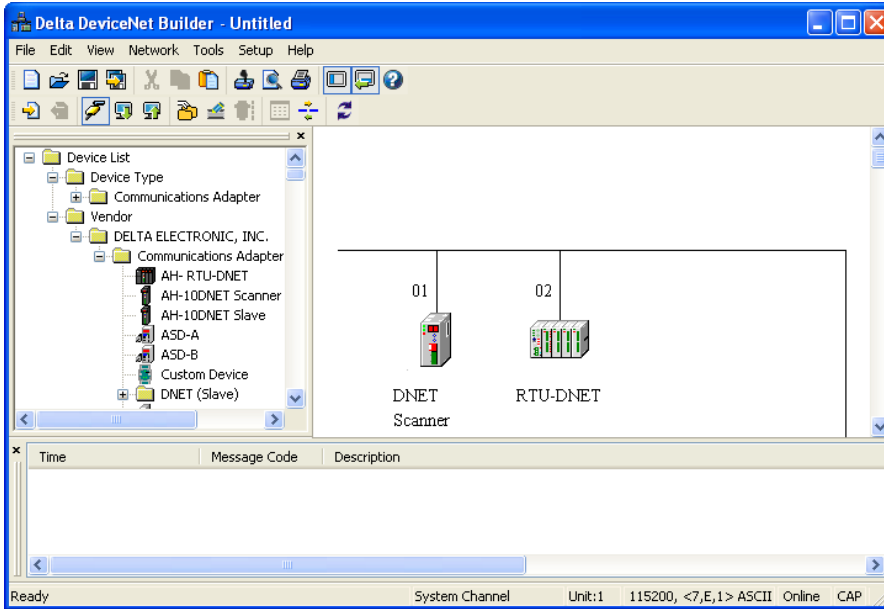 Delta DeviceNet Builder - Untitled
File Edit View Network Tools Setup Help
Device List
Device Type
Communications Adapter
Vendor
DELTA ELECTRONIC, INC.
Communications Adapter
AH- RTU-DNET
AH-10DNET Scanner
AH-10DNET Slave
ASD-A
ASD-B
Custom Device
DNET (Slave)
01 02
DNET RTU-DNET
Scanner
Time Message Code Description
Ready System Channel Unit:1 115200, <7,E,1> ASCII Online CAP